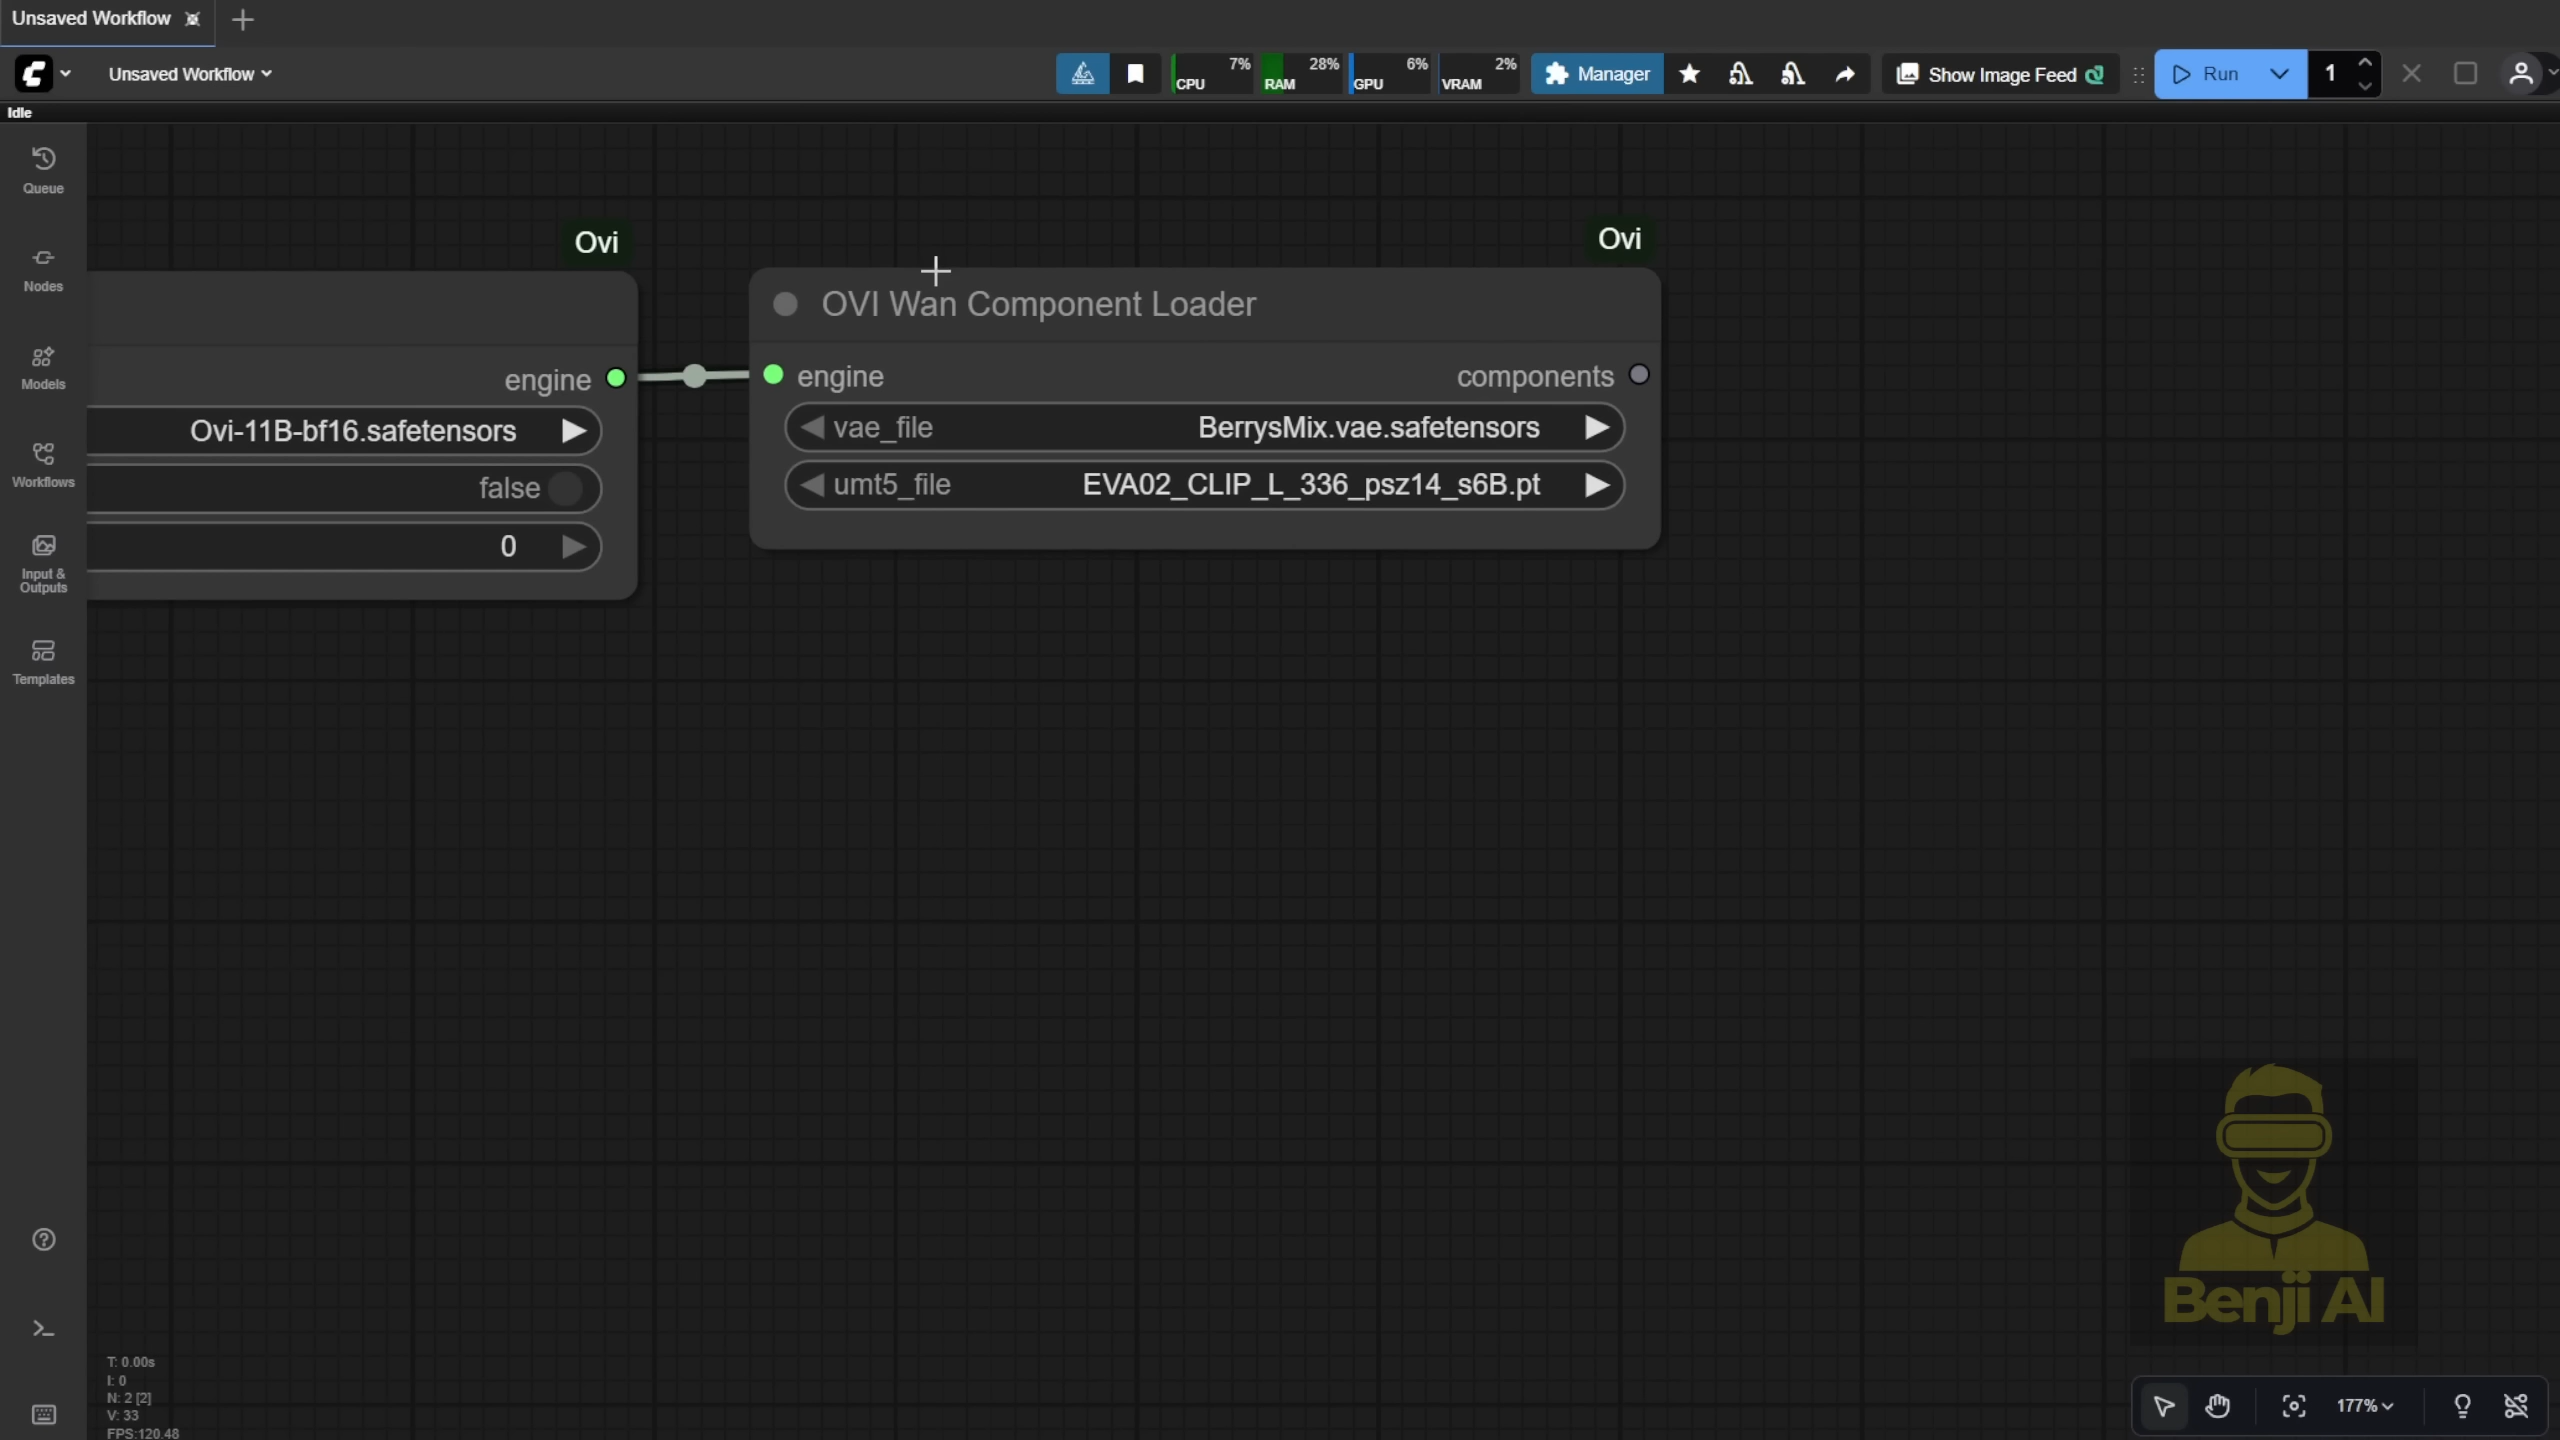 Unsaved Workflow
Unsaved Workflow
CPU 7%
RAM 28%
GPU 6%
VRAM 2%
Manager
Show Image Feed
Run
1
Idle
Queue
Nodes
Models
Workflows
Input &
Outputs
Templates
Ovi
engine
Ovi-11B-bf16.safetensors
false
0
Ovi
OVI Wan Component Loader
engine
components
vae_file BerrysMix.vae.safetensors
umt5_file EVA02_CLIP_L_336_psz14_s6B.pt
Benji AI
T: 0.00s
I: 0
N: 2 [2]
V: 33
FPS:120.48
177%